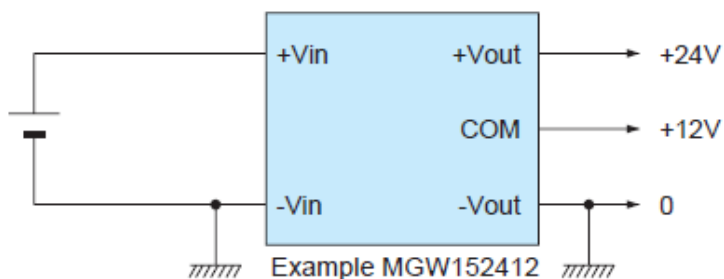 +Vin +Vout +24V
COM +12V
-Vin -Vout 0
Example MGW152412